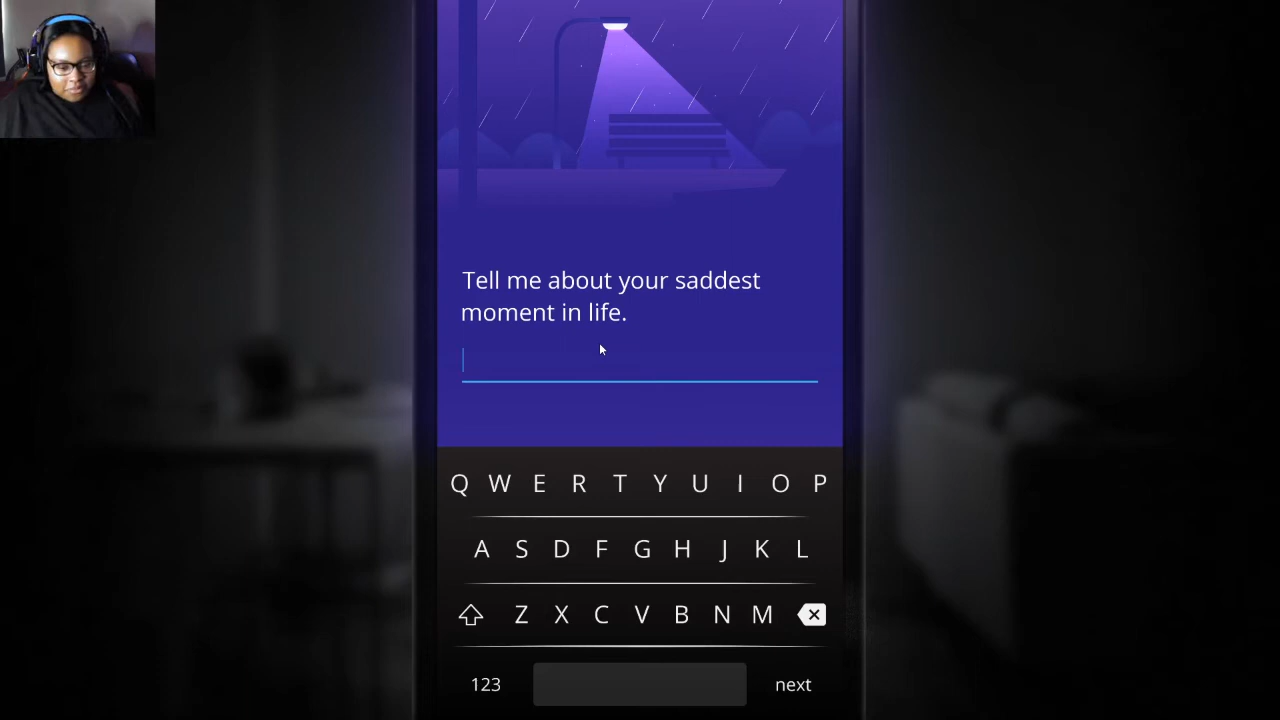 Tell me about your saddest
moment in life.
Q W E R T Y U I O P
A S D F G H J K L
Z X C V B N M
123 next